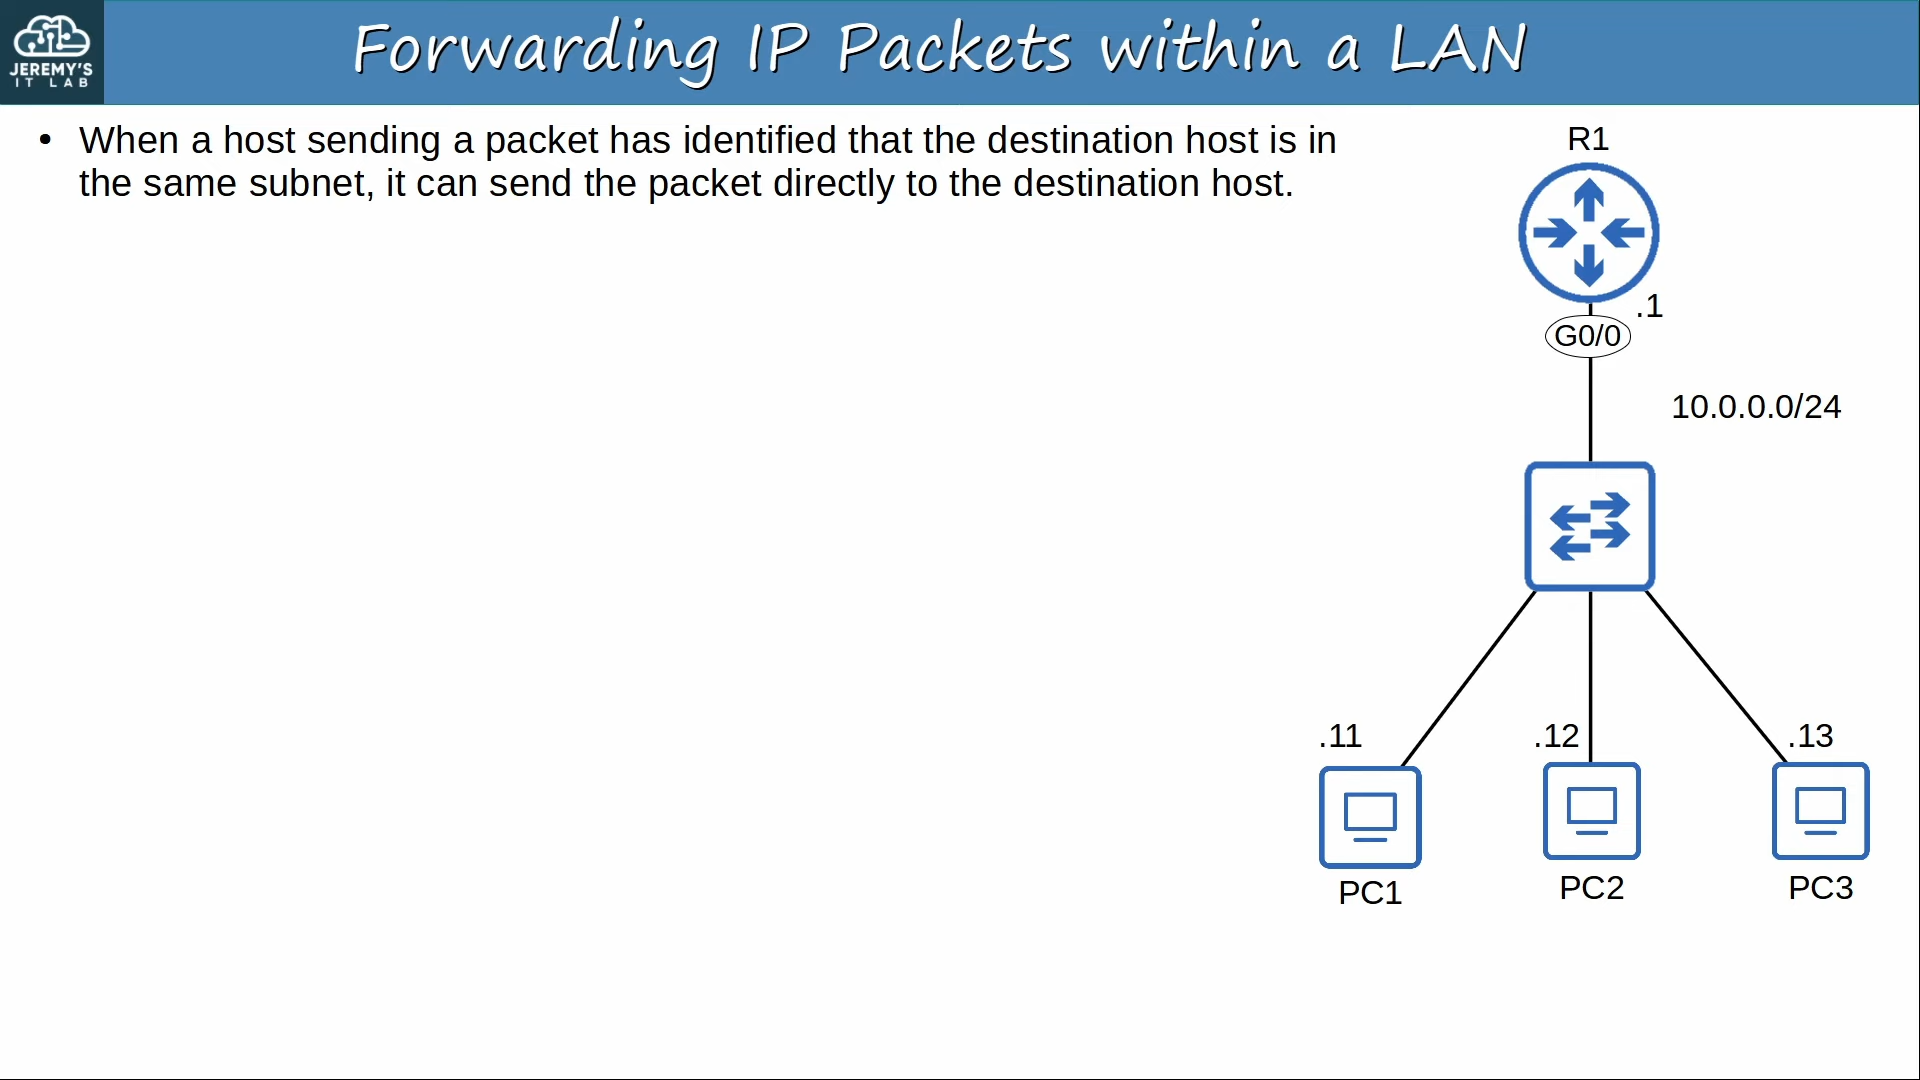 JEREMY'S
IT LAB
Forwarding IP Packets within a LAN
• When a host sending a packet has identified that the destination host is in
the same subnet, it can send the packet directly to the destination host.
R1
.1
G0/0
10.0.0.0/24
.11
.12
.13
PC1
PC2
PC3